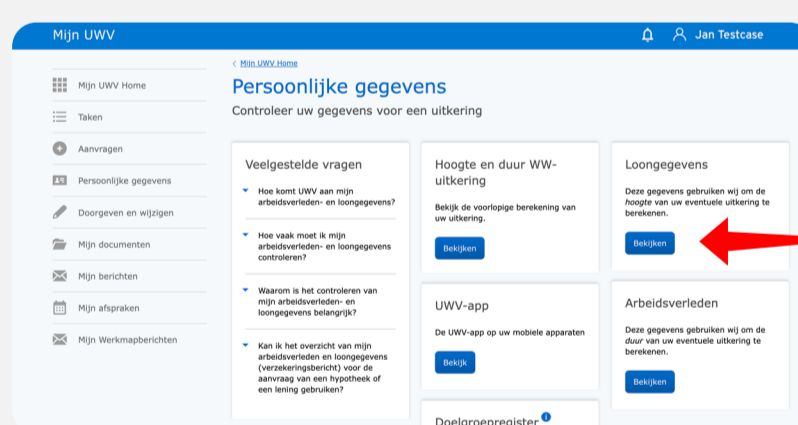 Mijn UWV
Jan Testcase
Mijn UWV Home
Taken
Aanvragen
Persoonlijke gegevens
Doorgeven en wijzigen
Mijn documenten
Mijn berichten
Mijn afspraken
Mijn Werkmapberichten
< Mijn UWV Home
Persoonlijke gegevens
Controleer uw gegevens voor een uitkering
Veelgestelde vragen
Hoe komt UWV aan mijn
arbeidsverleden- en loongegevens?
Hoe vaak moet ik mijn
arbeidsverleden- en loongegevens
controleren?
Waarom is het controleren van
mijn arbeidsverleden- en
loongegevens belangrijk?
Kan ik het overzicht van mijn
arbeidsverleden en loongegevens
(verzekeringsbericht) voor de
aanvraag van een hypotheek of
een lening gebruiken?
Hoogte en duur WW-
uitkering
Bekijk de voorlopige berekening van
uw uitkering.
Bekijken
UWV-app
De UWV-app op uw mobiele apparaten
Bekijk
Doelgroepregister i
Loongegevens
Deze gegevens gebruiken wij om de
hoogte van uw eventuele uitkering te
berekenen.
Bekijken
Arbeidsverleden
Deze gegevens gebruiken wij om de
duur van uw eventuele uitkering te
berekenen.
Bekijken